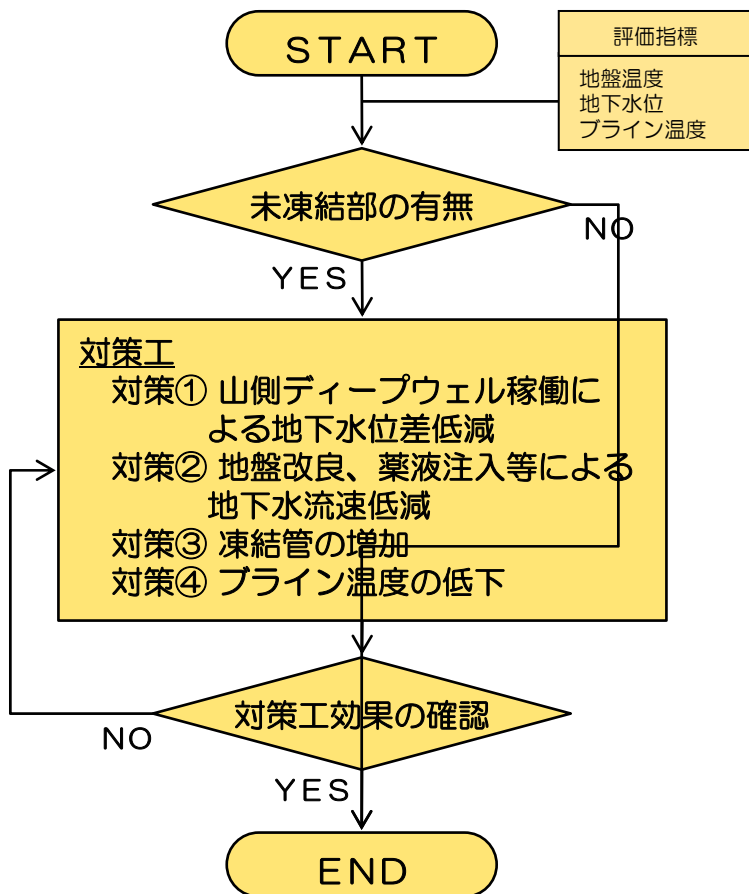 START
評価指標
地盤温度
地下水位
ブライン温度
未凍結部の有無
NO
YES
対策工
対策① 山側ディープウェル稼働に
よる地下水位差低減
対策② 地盤改良、薬液注入等による
地下水流速低減
対策③ 凍結管の増加
対策④ ブライン温度の低下
対策工効果の確認
NO
YES
END